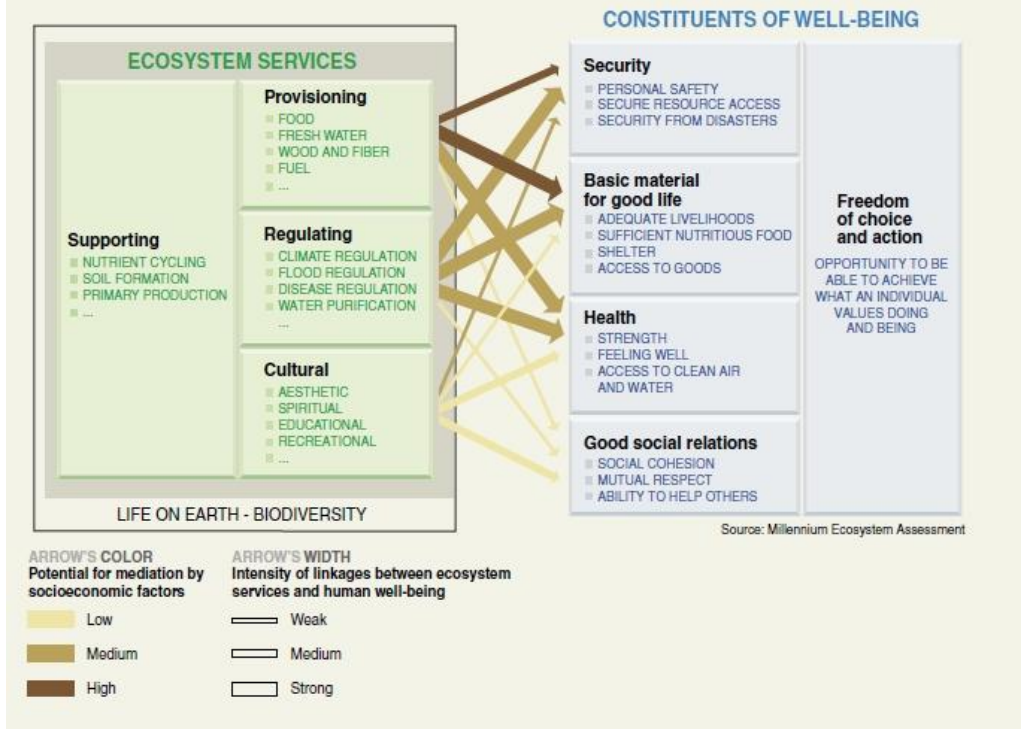 CONSTITUENTS OF WELL-BEING
ECOSYSTEM SERVICES
Supporting
NUTRIENT CYCLING
SOIL FORMATION
PRIMARY PRODUCTION
...
Provisioning
FOOD
FRESH WATER
WOOD AND FIBER
FUEL
...
Regulating
CLIMATE REGULATION
FLOOD REGULATION
DISEASE REGULATION
WATER PURIFICATION
...
Cultural
AESTHETIC
SPIRITUAL
EDUCATIONAL
RECREATIONAL
...
LIFE ON EARTH - BIODIVERSITY
Security
PERSONAL SAFETY
SECURE RESOURCE ACCESS
SECURITY FROM DISASTERS
Basic material
for good life
ADEQUATE LIVELIHOODS
SUFFICIENT NUTRITIOUS FOOD
SHELTER
ACCESS TO GOODS
Health
STRENGTH
FEELING WELL
ACCESS TO CLEAN AIR
AND WATER
Good social relations
SOCIAL COHESION
MUTUAL RESPECT
ABILITY TO HELP OTHERS
Freedom
of choice
and action
OPPORTUNITY TO BE
ABLE TO ACHIEVE
WHAT AN INDIVIDUAL
VALUES DOING
AND BEING
Source: Millennium Ecosystem Assessment
ARROW'S COLOR
Potential for mediation by
socioeconomic factors
Low
Medium
High
ARROW'S WIDTH
Intensity of linkages between ecosystem
services and human well-being
Weak
Medium
Strong